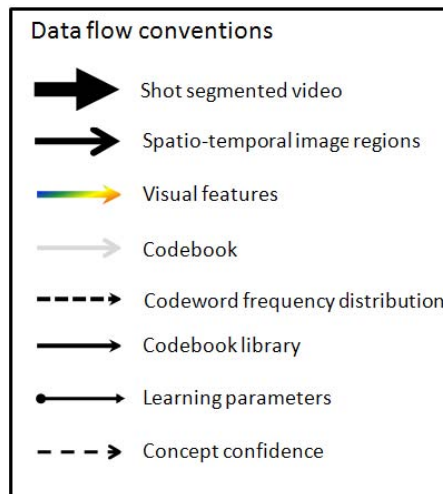 Data flow conventions
Shot segmented video
Spatio-temporal image regions
Visual features
Codebook
Codeword frequency distribution
Codebook library
Learning parameters
Concept confidence